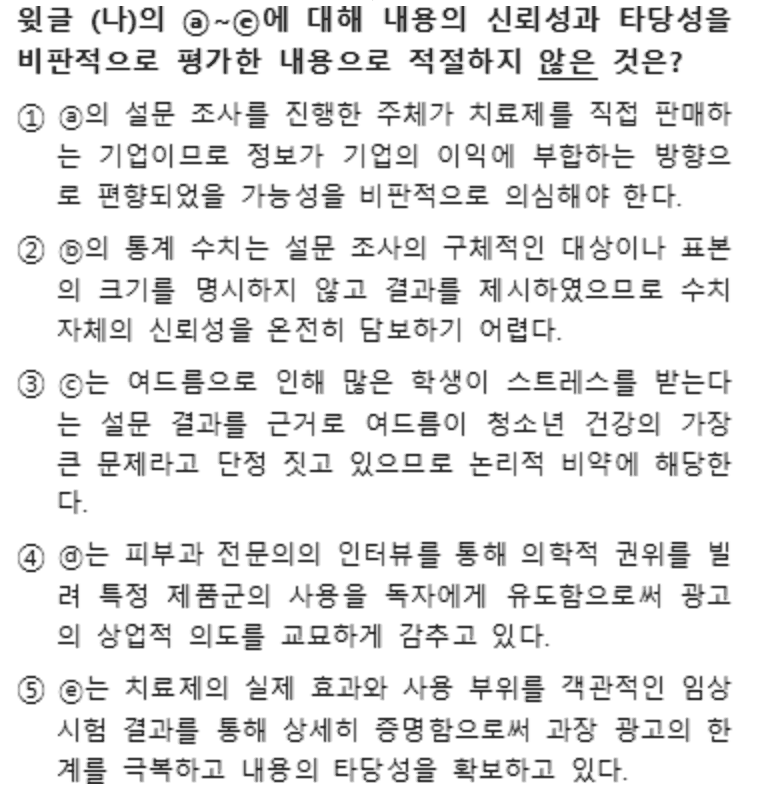 윗글 (나)의 ⓐ~ⓔ에 대해 내용의 신뢰성과 타당성을
비판적으로 평가한 내용으로 적절하지 않은 것은?
① ⓐ의 설문 조사를 진행한 주체가 치료제를 직접 판매하
는 기업이므로 정보가 기업의 이익에 부합하는 방향으
로 편향되었을 가능성을 비판적으로 의심해야 한다.
② ⓑ의 통계 수치는 설문 조사의 구체적인 대상이나 표본
의 크기를 명시하지 않고 결과를 제시하였으므로 수치
자체의 신뢰성을 온전히 담보하기 어렵다.
③ ⓒ는 여드름으로 인해 많은 학생이 스트레스를 받는다
는 설문 결과를 근거로 여드름이 청소년 건강의 가장
큰 문제라고 단정 짓고 있으므로 논리적 비약에 해당한
다.
④ ⓓ는 피부과 전문의의 인터뷰를 통해 의학적 권위를 빌
려 특정 제품군의 사용을 독자에게 유도함으로써 광고
의 상업적 의도를 교묘하게 감추고 있다.
⑤ ⓔ는 치료제의 실제 효과와 사용 부위를 객관적인 임상
시험 결과를 통해 상세히 증명함으로써 과장 광고의 한
계를 극복하고 내용의 타당성을 확보하고 있다.